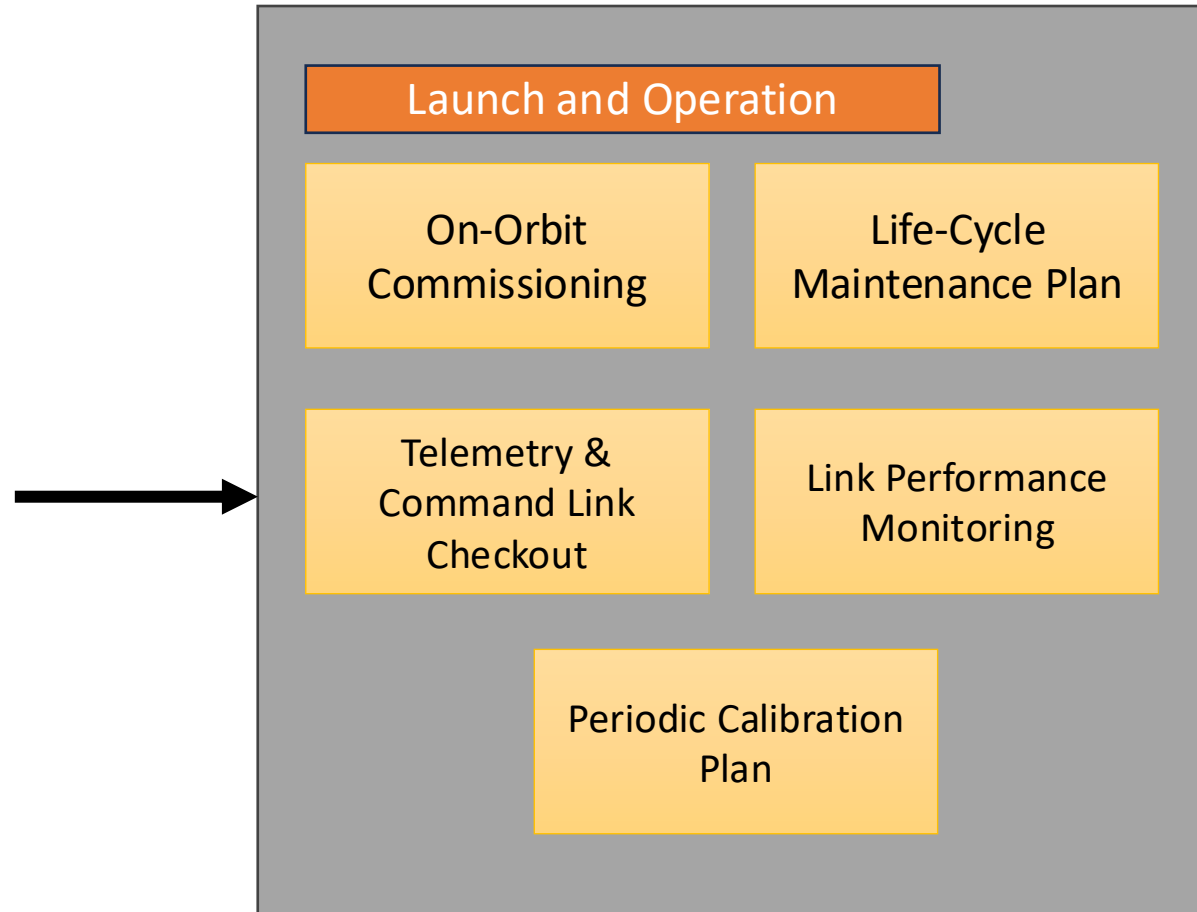 Launch and Operation
On-Orbit
Commissioning
Life-Cycle
Maintenance Plan
Telemetry &
Command Link
Checkout
Link Performance
Monitoring
Periodic Calibration
Plan